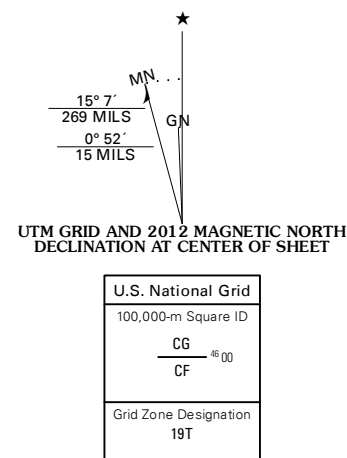 ★
MN
15° 7´
269 MILS
GN
0° 52´
15 MILS
UTM GRID AND 2012 MAGNETIC NORTH
DECLINATION AT CENTER OF SHEET
U.S. National Grid
100,000-m Square ID
CG
46 00
CF
Grid Zone Designation
19T